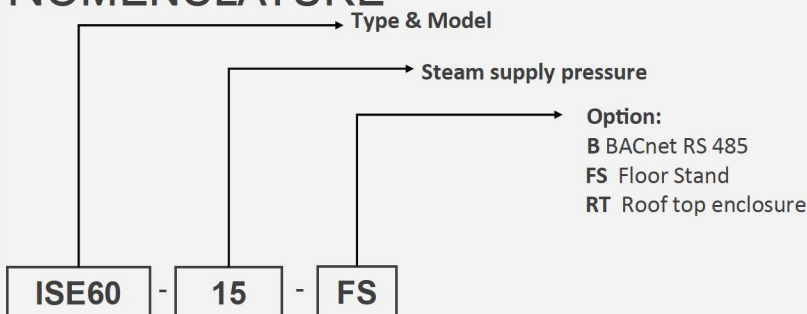 NOMENCLATURE
Type & Model
Steam supply pressure
Option:
B BACnet RS 485
FS Floor Stand
RT Roof top enclosure
ISE60 - 15 - FS